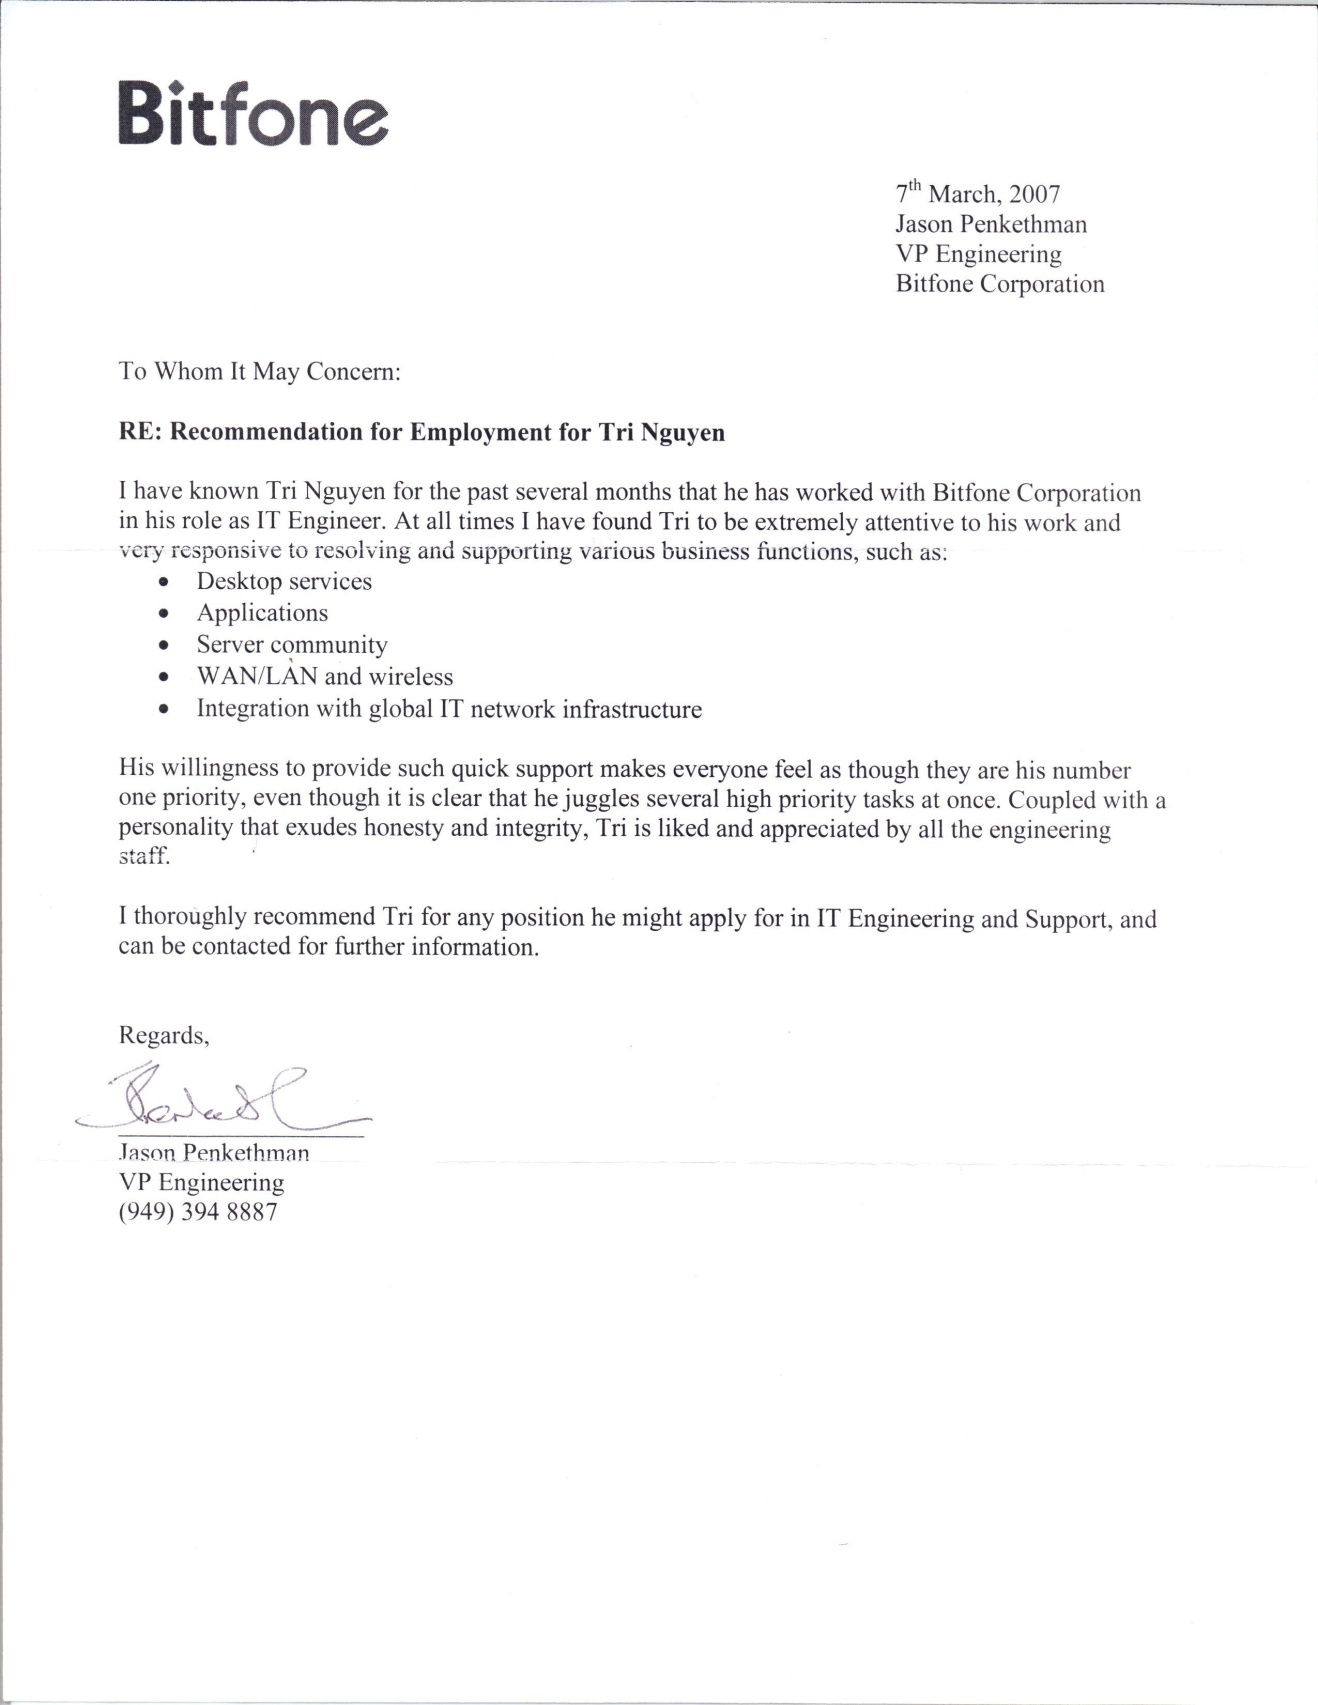 Bitfone
7th March, 2007
Jason Penkethman
VP Engineering
Bitfone Corporation
To Whom It May Concern:
RE: Recommendation for Employment for Tri Nguyen
I have known Tri Nguyen for the past several months that he has worked with Bitfone Corporation
in his role as IT Engineer. At all times I have found Tri to be extremely attentive to his work and
very responsive to resolving and supporting various business functions, such as:
• Desktop services
• Applications
• Server community
• WAN/LAN and wireless
• Integration with global IT network infrastructure
His willingness to provide such quick support makes everyone feel as though they are his number
one priority, even though it is clear that he juggles several high priority tasks at once. Coupled with a
personality that exudes honesty and integrity, Tri is liked and appreciated by all the engineering
staff.
I thoroughly recommend Tri for any position he might apply for in IT Engineering and Support, and
can be contacted for further information.
Regards,
Jason Penkethman
VP Engineering
(949) 394 8887